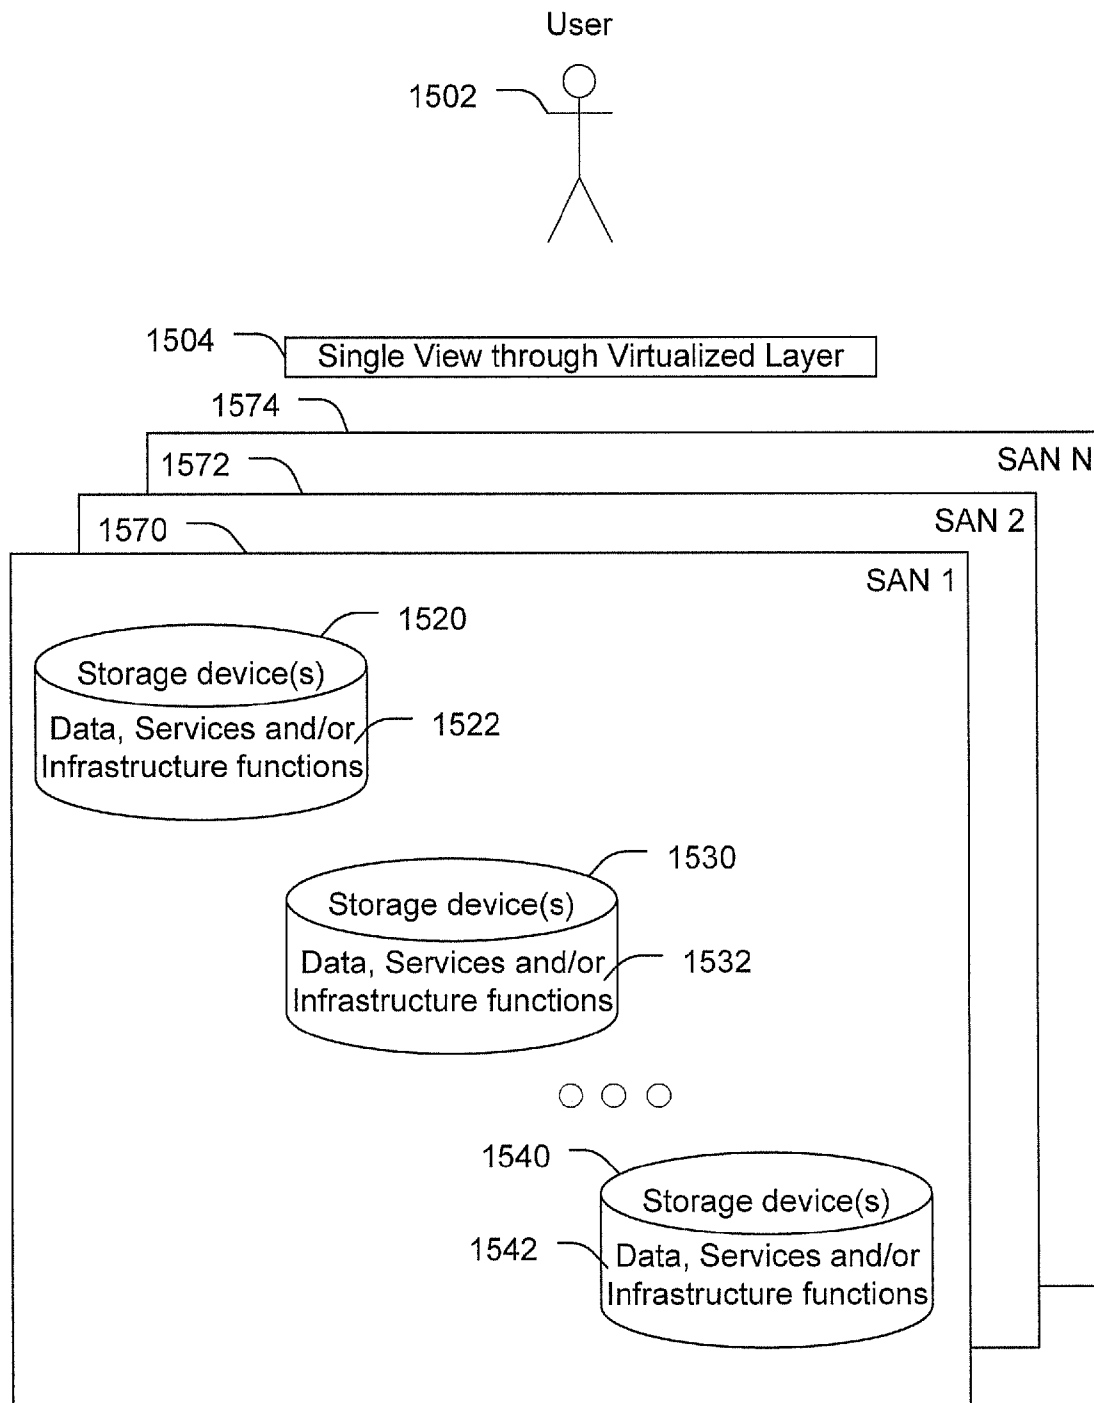 User
1502
1504
Single View through Virtualized Layer
1574
SAN N
1572
SAN 2
1570
SAN 1
1520
Storage device(s)
Data, Services and/or
Infrastructure functions
1522
1530
Storage device(s)
Data, Services and/or
Infrastructure functions
1532
1540
Storage device(s)
1542
Data, Services and/or
Infrastructure functions